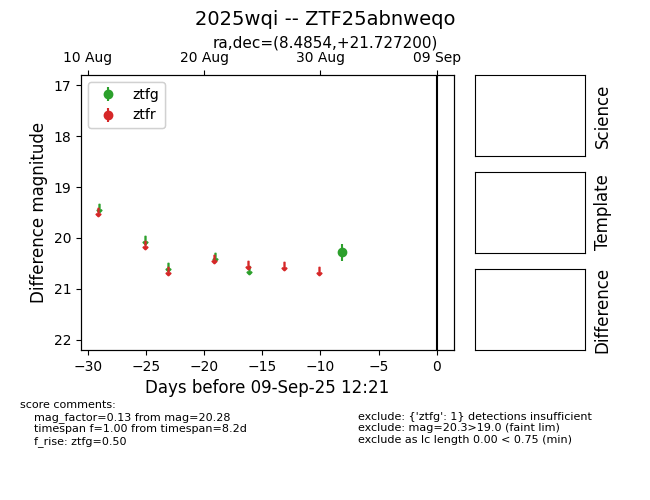 2025wqi -- ZTF25abnweqo
ra,dec=(8.4854,+21.727200)
10 Aug 20 Aug 30 Aug 09 Sep
ztfg
ztfr
17
18
19
20
21
22
Difference magnitude
−30 −25 −20 −15 −10 −5 0
Days before 09-Sep-25 12:21
Science
Template
Difference
score comments:
mag_factor=0.13 from mag=20.28
timespan f=1.00 from timespan=8.2d
f_rise: ztfg=0.50
exclude: {'ztfg': 1} detections insufficient
exclude: mag=20.3>19.0 (faint lim)
exclude as lc length 0.00 < 0.75 (min)